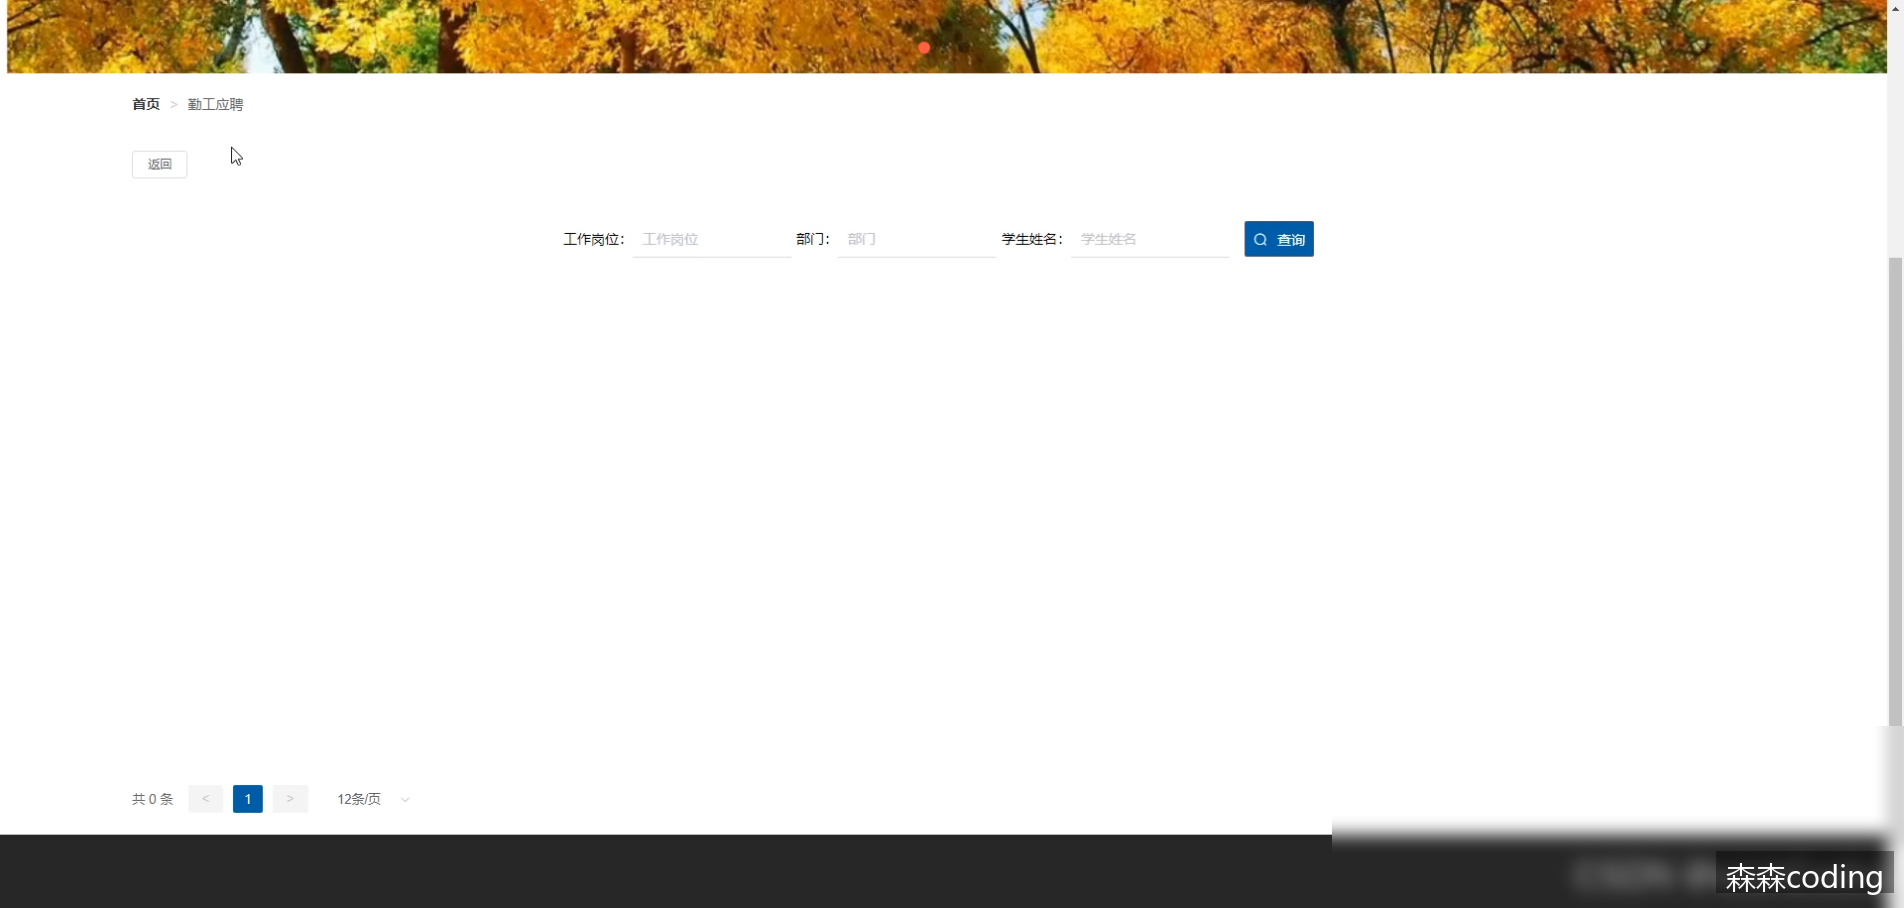 首页 > 勤工应聘
返回
工作岗位: 工作岗位 部门: 部门 学生姓名: 学生姓名 查询
共 0 条 < 1 > 12条/页
森森coding